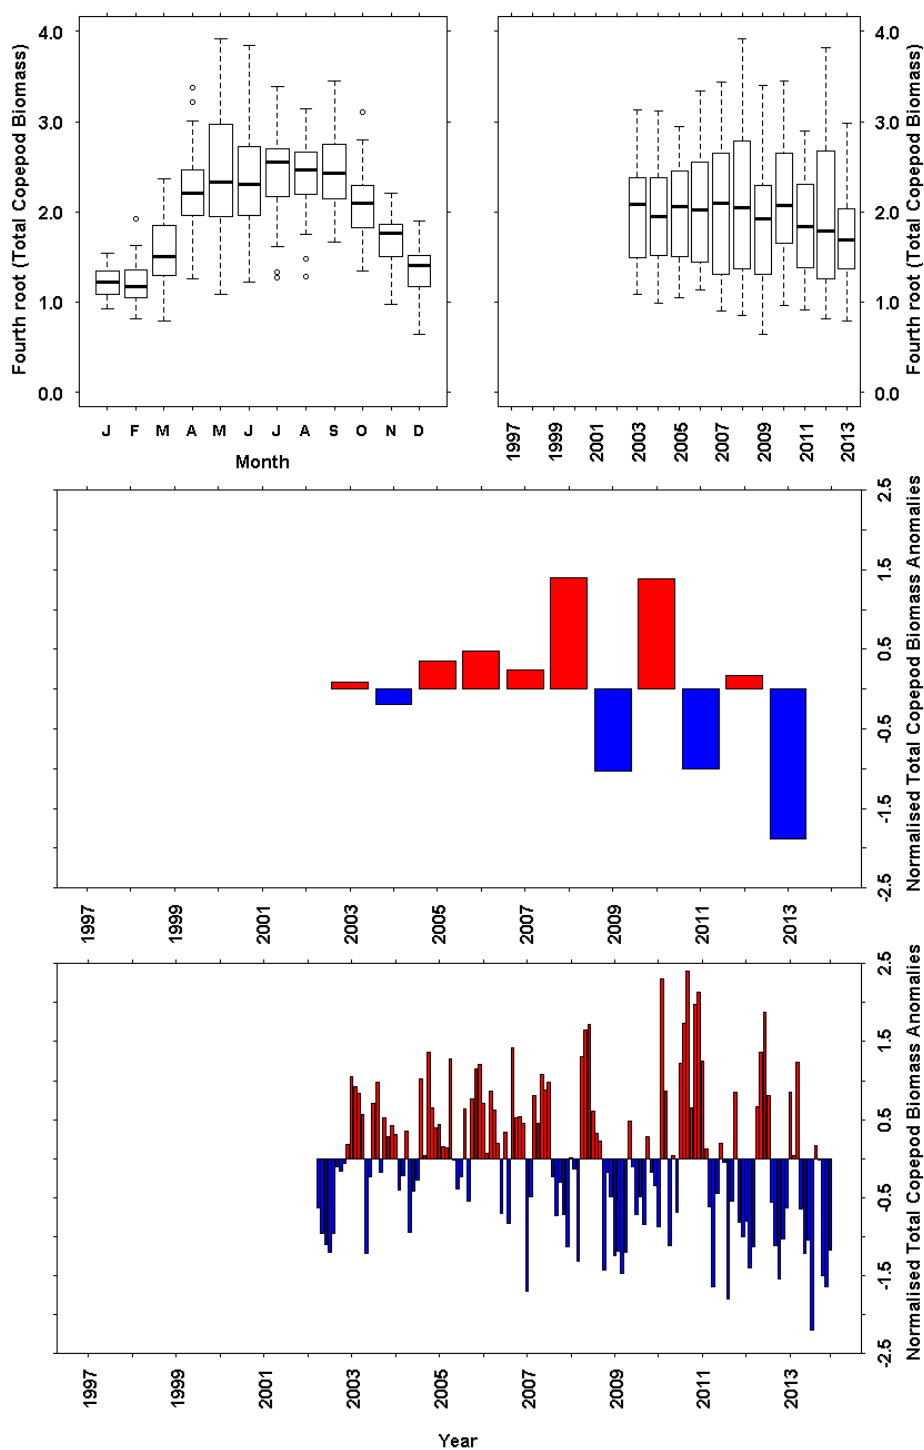 Fourth root (Total Copepod Biomass)
4.0
3.0
2.0
1.0
0.0
J F M A M J J A S O N D
Month
Fourth root (Total Copepod Biomass)
4.0
3.0
2.0
1.0
0.0
1997 1999 2001 2003 2005 2007 2009 2011 2013
Normalised Total Copepod Biomass Anomalies
2.5
1.5
0.5
-0.5
-1.5
-2.5
1997 1999 2001 2003 2005 2007 2009 2011 2013
Normalised Total Copepod Biomass Anomalies
2.5
1.5
0.5
-0.5
-1.5
-2.5
1997 1999 2001 2003 2005 2007 2009 2011 2013
Year